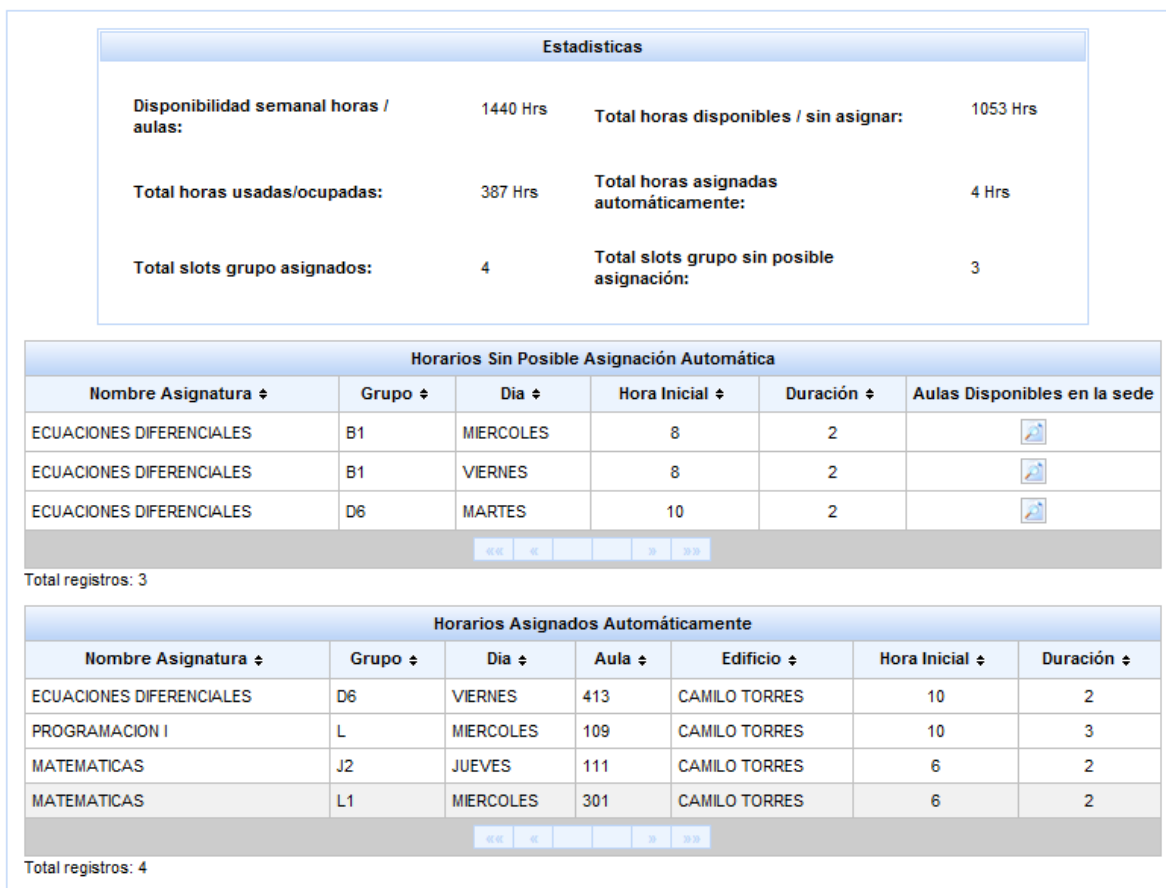 Estadisticas
Disponibilidad semanal horas / aulas: 1440 Hrs Total horas disponibles / sin asignar: 1053 Hrs
Total horas usadas/ocupadas: 387 Hrs Total horas asignadas automáticamente: 4 Hrs
Total slots grupo asignados: 4 Total slots grupo sin posible asignación: 3
Horarios Sin Posible Asignación Automática
Nombre Asignatura Grupo Dia Hora Inicial Duración Aulas Disponibles en la sede
ECUACIONES DIFERENCIALES B1 MIERCOLES 8 2
ECUACIONES DIFERENCIALES B1 VIERNES 8 2
ECUACIONES DIFERENCIALES D6 MARTES 10 2
«« « » »»
Total registros: 3
Horarios Asignados Automáticamente
Nombre Asignatura Grupo Dia Aula Edificio Hora Inicial Duración
ECUACIONES DIFERENCIALES D6 VIERNES 413 CAMILO TORRES 10 2
PROGRAMACION I L MIERCOLES 109 CAMILO TORRES 10 3
MATEMATICAS J2 JUEVES 111 CAMILO TORRES 6 2
MATEMATICAS L1 MIERCOLES 301 CAMILO TORRES 6 2
«« « » »»
Total registros: 4